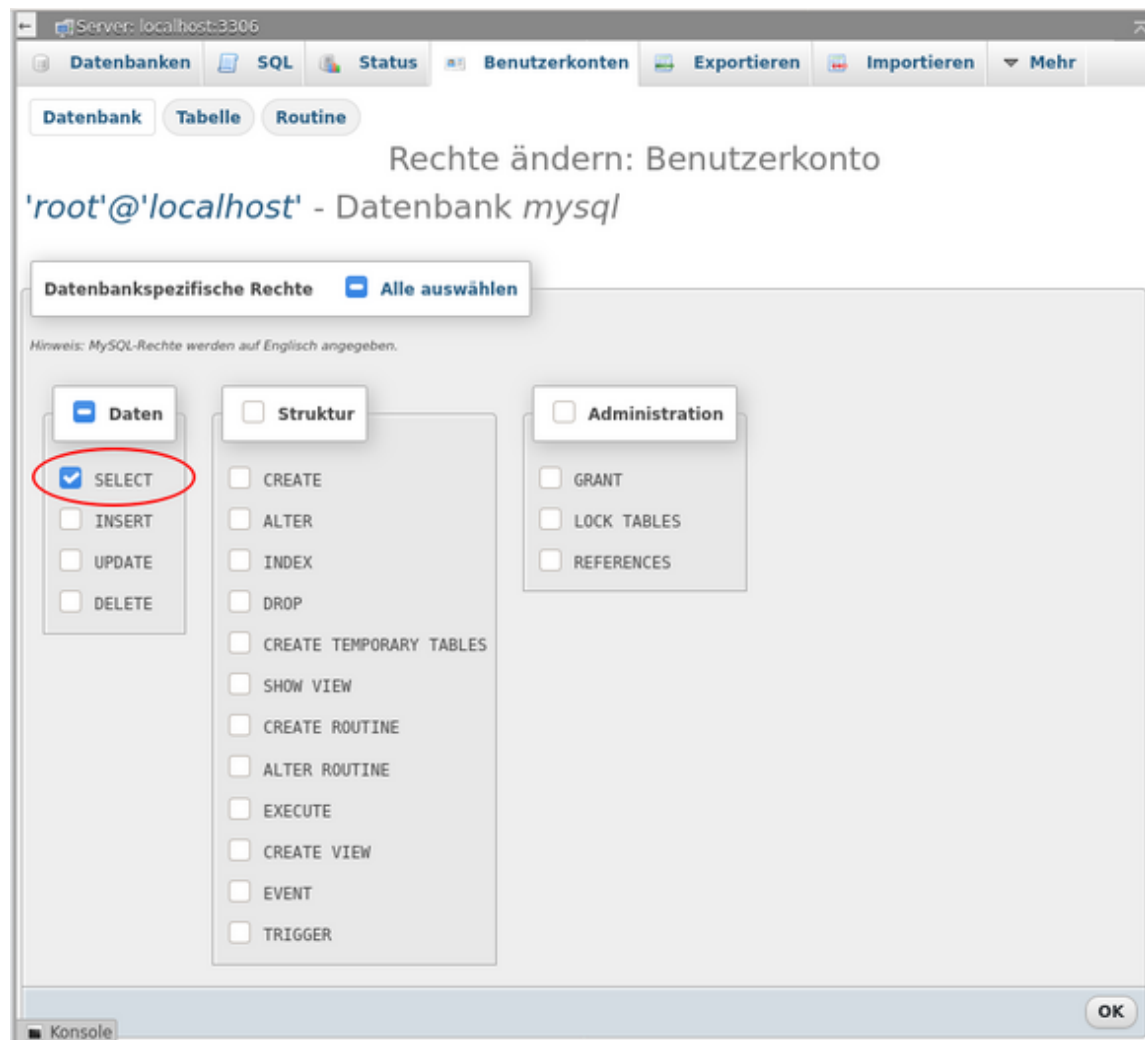 Server: localhost:3306
Datenbanken SQL Status Benutzerkonten Exportieren Importieren Mehr
Datenbank Tabelle Routine
Rechte ändern: Benutzerkonto
'root'@'localhost' - Datenbank mysql
Datenbankspezifische Rechte Alle auswählen
Hinweis: MySQL-Rechte werden auf Englisch angegeben.
Daten
SELECT
INSERT
UPDATE
DELETE
Struktur
CREATE
ALTER
INDEX
DROP
CREATE TEMPORARY TABLES
SHOW VIEW
CREATE ROUTINE
ALTER ROUTINE
EXECUTE
CREATE VIEW
EVENT
TRIGGER
Administration
GRANT
LOCK TABLES
REFERENCES
OK
Konsole